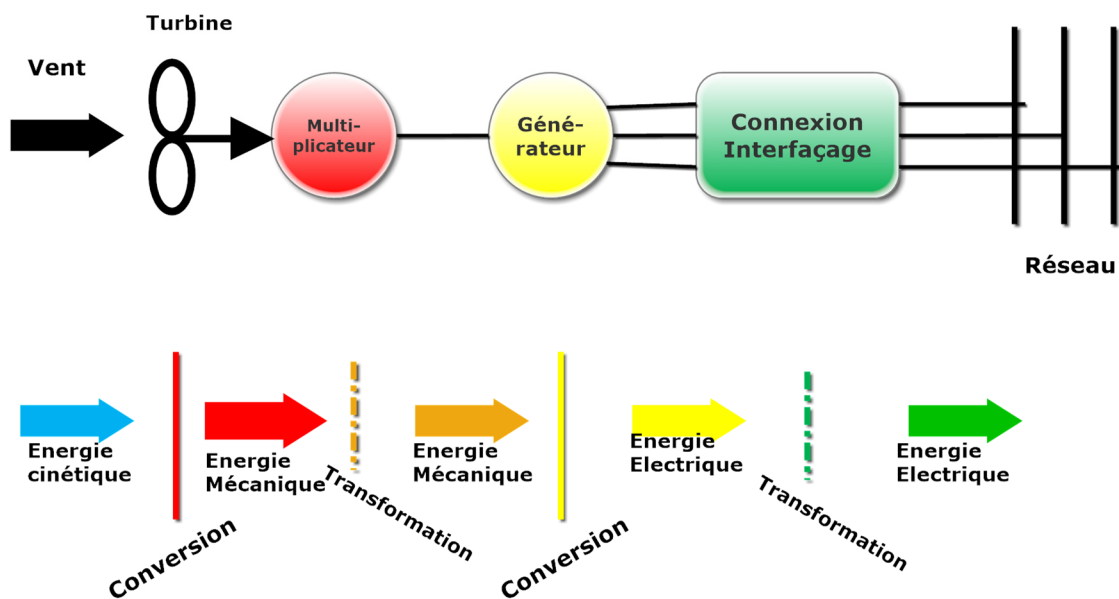 Turbine
Vent
Multi-
plicateur
Géné-
rateur
Connexion
Interfaçage
Réseau
Energie
cinétique
Conversion
Energie
Mécanique
Transformation
Energie
Mécanique
Conversion
Energie
Electrique
Transformation
Energie
Electrique